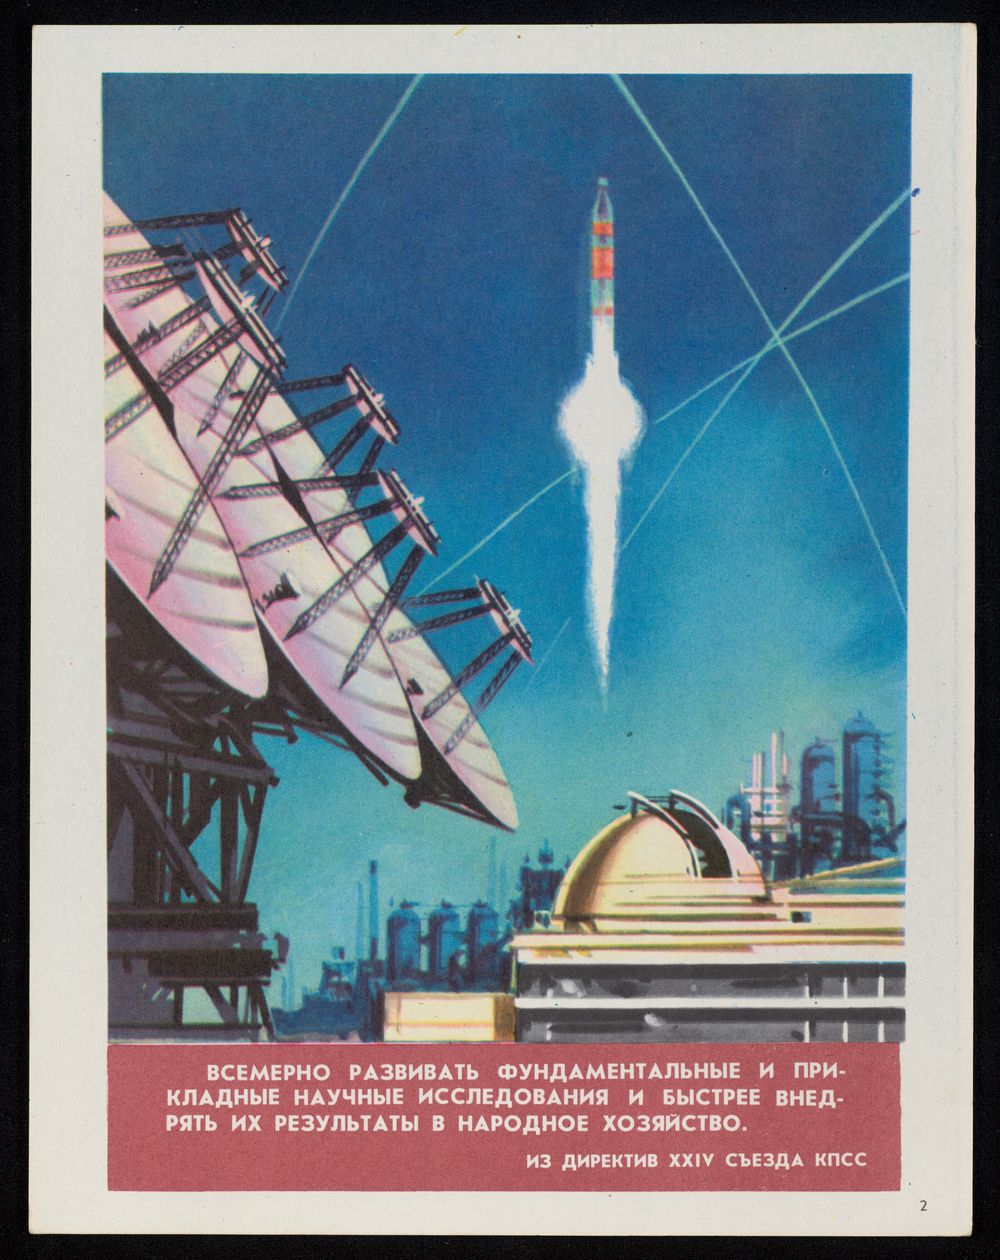 ВСЕМЕРНО РАЗВИВАТЬ ФУНДАМЕНТАЛЬНЫЕ И ПРИ-
КЛАДНЫЕ НАУЧНЫЕ ИССЛЕДОВАНИЯ И БЫСТРЕЕ ВНЕД-
РЯТЬ ИХ РЕЗУЛЬТАТЫ В НАРОДНОЕ ХОЗЯЙСТВО.
ИЗ ДИРЕКТИВ XXIV СЪЕЗДА КПСС
2